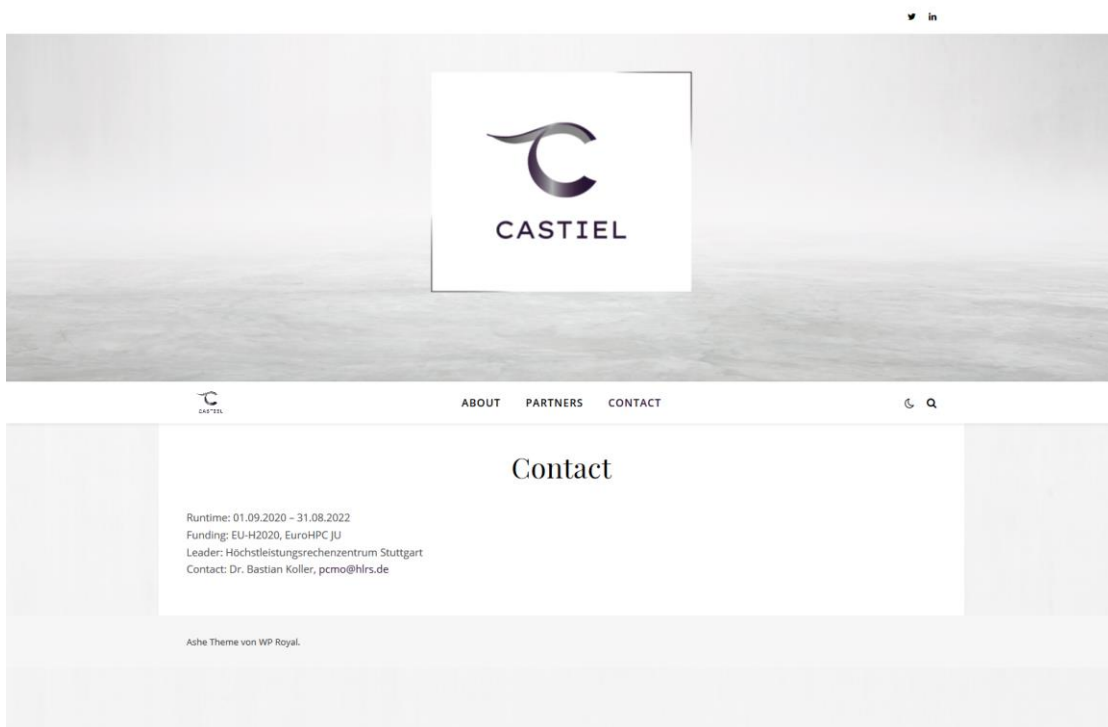 CASTIEL
CASTIEL
ABOUT PARTNERS CONTACT
Contact
Runtime: 01.09.2020 – 31.08.2022
Funding: EU-H2020, EuroHPC JU
Leader: Höchstleistungsrechenzentrum Stuttgart
Contact: Dr. Bastian Koller, pcmo@hlrs.de
Ashe Theme von WP Royal.